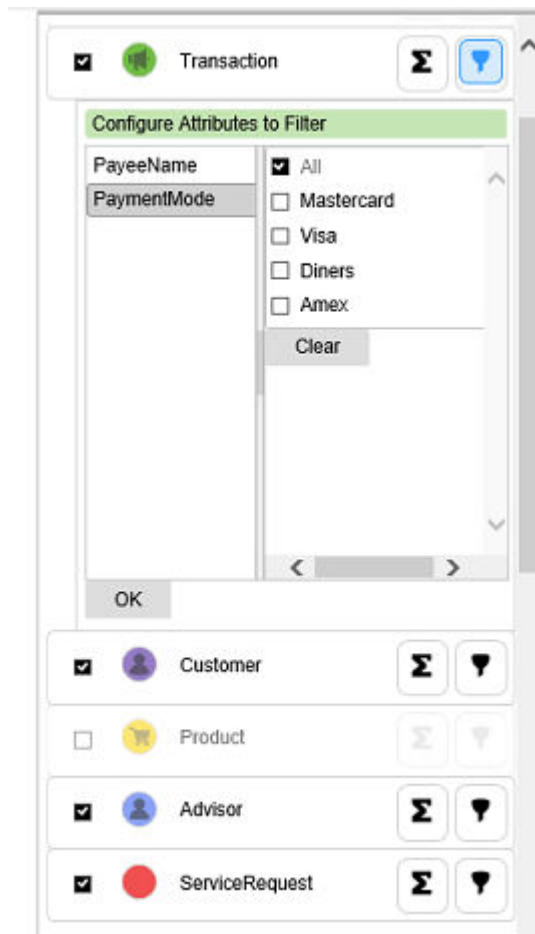 Transaction
Σ
Configure Attributes to Filter
PayeeName
PaymentMode
All
Mastercard
Visa
Diners
Amex
Clear
OK
Customer
Σ
Product
Σ
Advisor
Σ
ServiceRequest
Σ